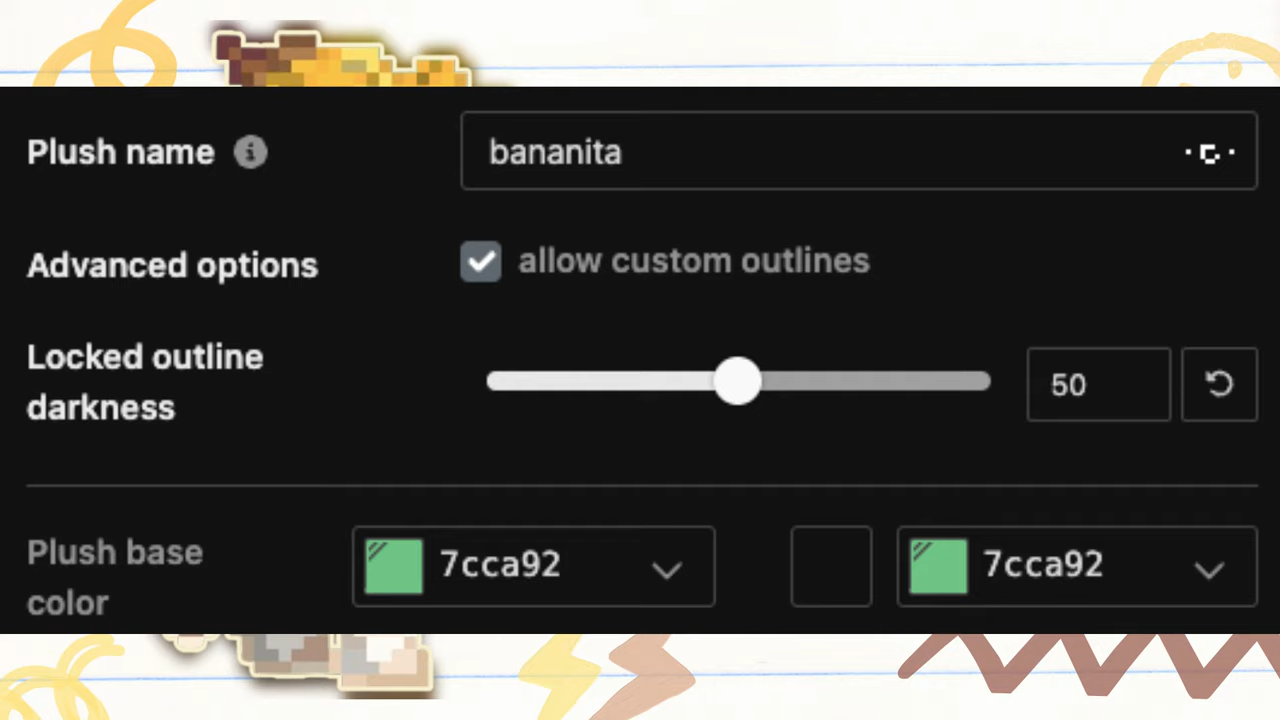 Plush name
bananita
Advanced options
allow custom outlines
Locked outline
darkness
50
Plush base
color
7cca92
7cca92